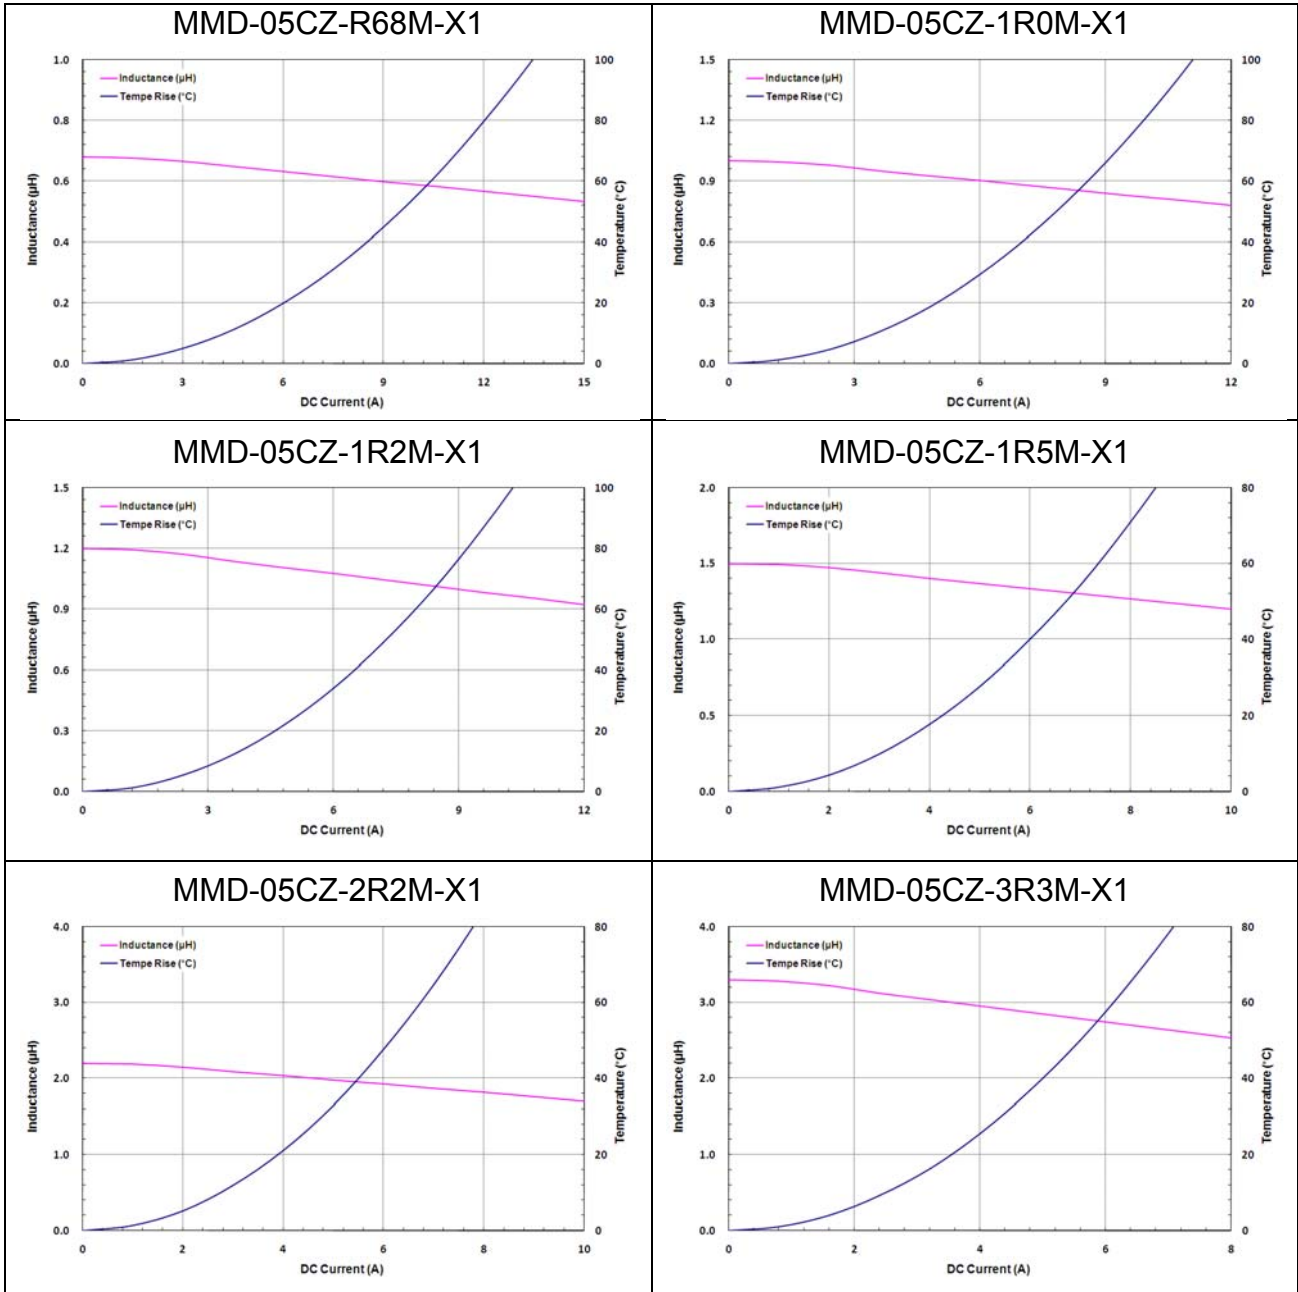 MMD-05CZ-R68M-X1
Inductance (μH)
Tempe Rise (°C)
1.0
0.8
0.6
0.4
0.2
0.0
100
80
60
40
20
0
0 3 6 9 12 15
Inductance (μH)
Temperature (°C)
DC Current (A)
MMD-05CZ-1R0M-X1
Inductance (μH)
Tempe Rise (°C)
1.5
1.2
0.9
0.6
0.3
0.0
100
80
60
40
20
0
0 3 6 9 12
Inductance (μH)
Temperature (°C)
DC Current (A)
MMD-05CZ-1R2M-X1
Inductance (μH)
Tempe Rise (°C)
1.5
1.2
0.9
0.6
0.3
0.0
100
80
60
40
20
0
0 3 6 9 12
Inductance (μH)
Temperature (°C)
DC Current (A)
MMD-05CZ-1R5M-X1
Inductance (μH)
Tempe Rise (°C)
2.0
1.5
1.0
0.5
0.0
80
60
40
20
0
0 2 4 6 8 10
Inductance (μH)
Temperature (°C)
DC Current (A)
MMD-05CZ-2R2M-X1
Inductance (μH)
Tempe Rise (°C)
4.0
3.0
2.0
1.0
0.0
80
60
40
20
0
0 2 4 6 8 10
Inductance (μH)
Temperature (°C)
DC Current (A)
MMD-05CZ-3R3M-X1
Inductance (μH)
Tempe Rise (°C)
4.0
3.0
2.0
1.0
0.0
80
60
40
20
0
0 2 4 6 8
Inductance (μH)
Temperature (°C)
DC Current (A)